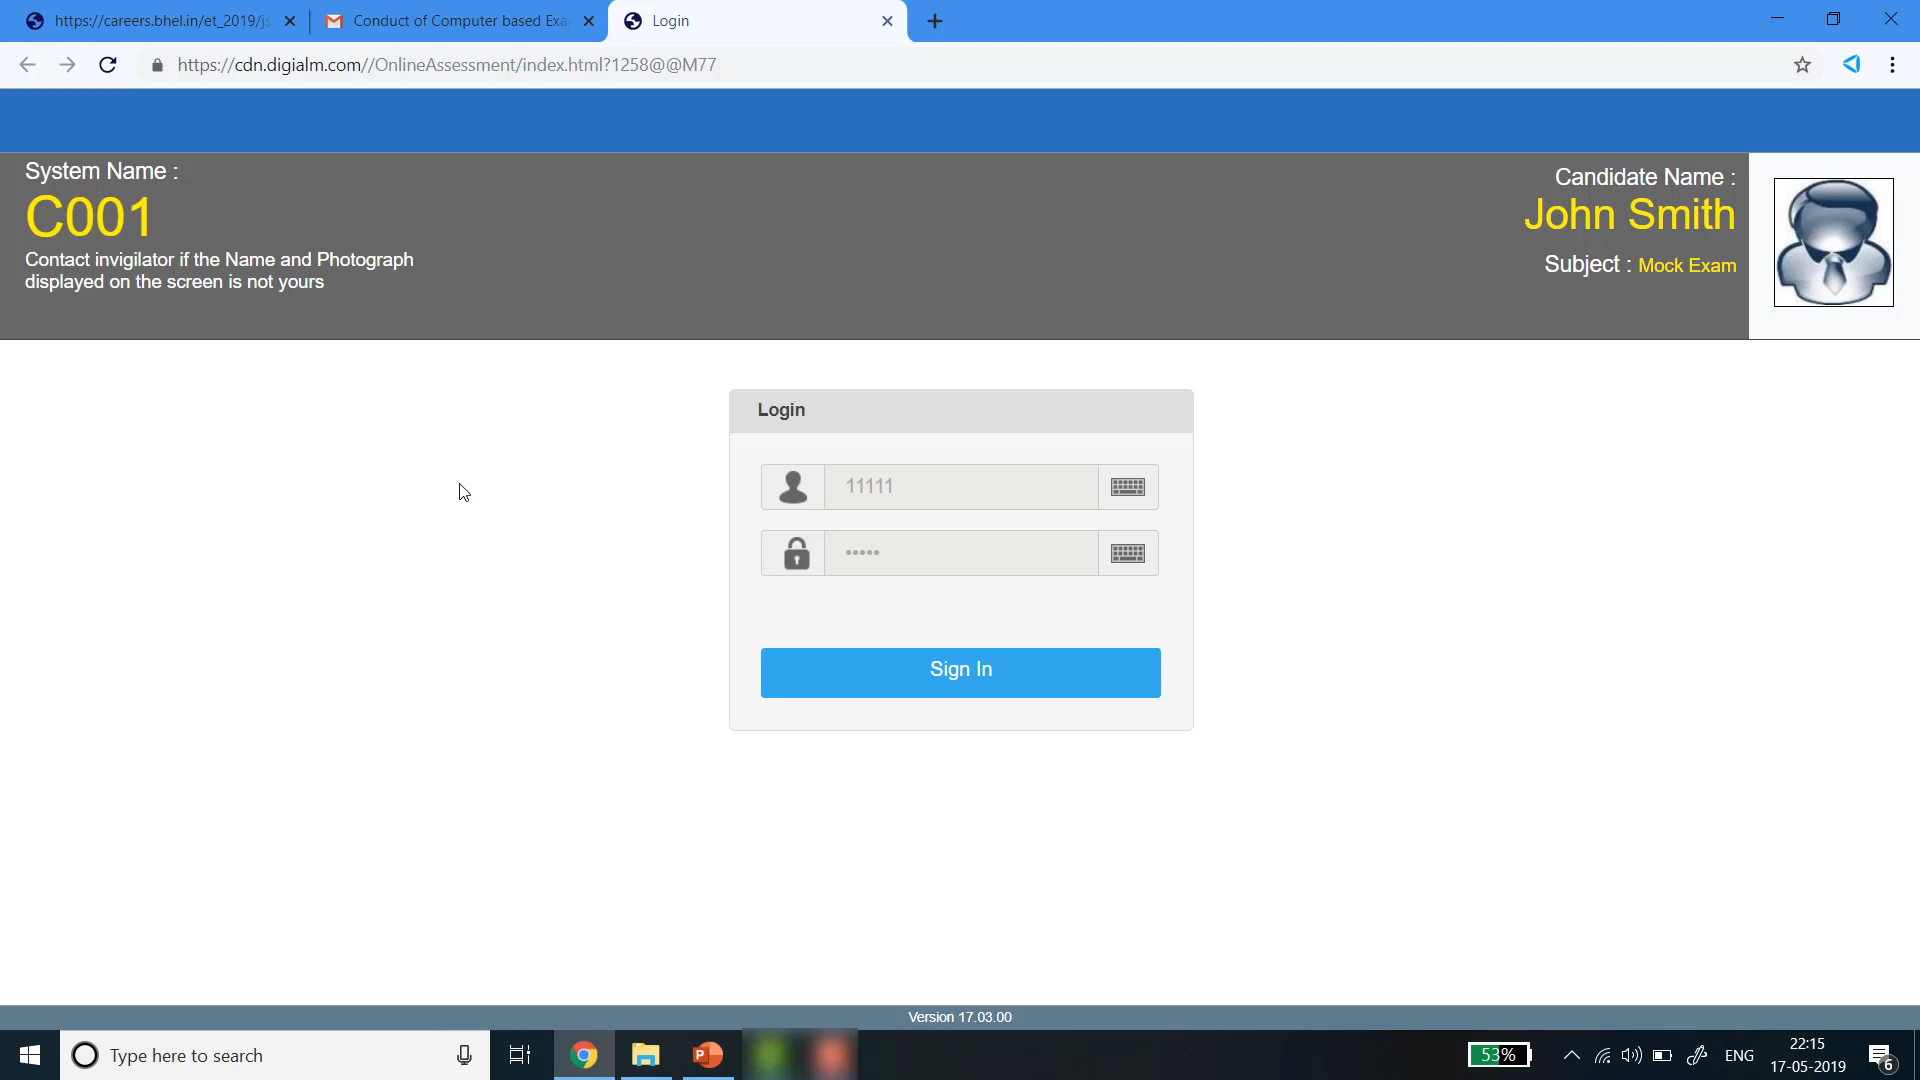 https://careers.bhel.in/et_2019/js
Conduct of Computer based Exa
Login
https://cdn.digialm.com//OnlineAssessment/index.html?1258@@M77
System Name :
C001
Contact invigilator if the Name and Photograph
displayed on the screen is not yours
Candidate Name :
John Smith
Subject : Mock Exam
Login
11111
•••••
Sign In
Version 17.03.00
Type here to search
P
53%
ENG
22:15
17-05-2019
6